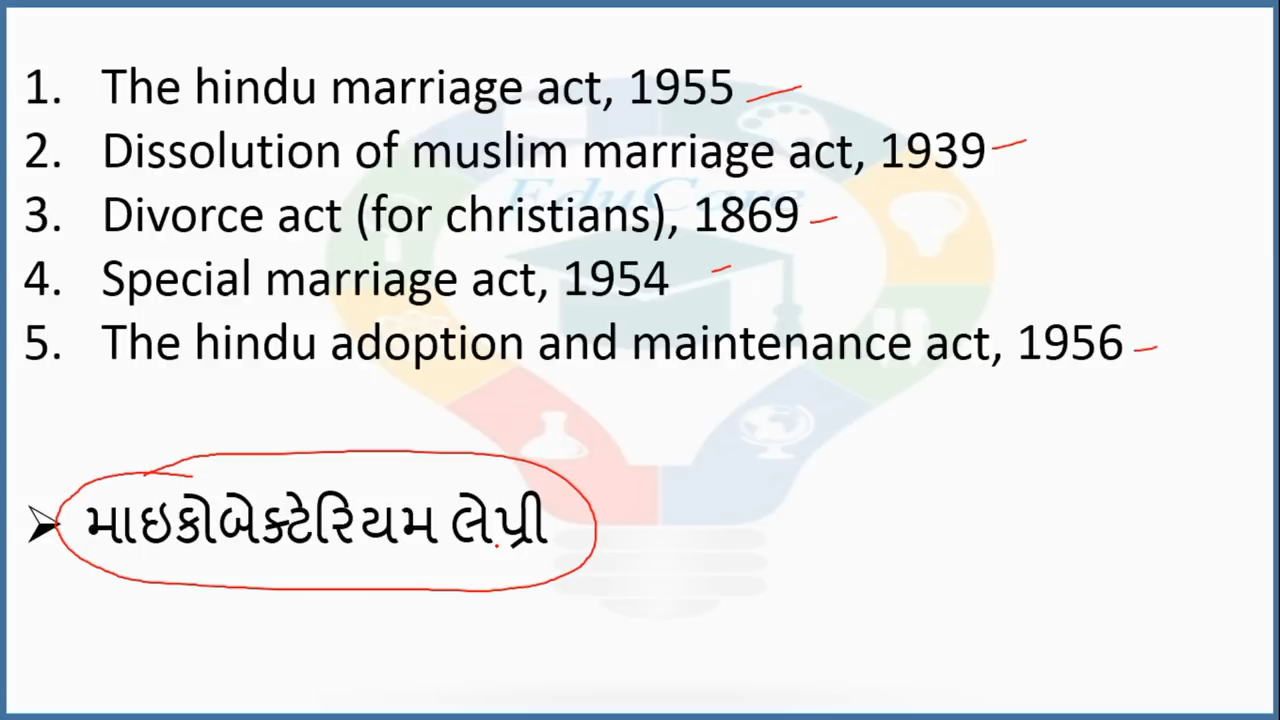 1. The hindu marriage act, 1955
2. Dissolution of muslim marriage act, 1939
EduCare
3. Divorce act (for christians), 1869
4. Special marriage act, 1954
5. The hindu adoption and maintenance act, 1956
➢ માઇકોબેક્ટેરિયમ લેપ્રી